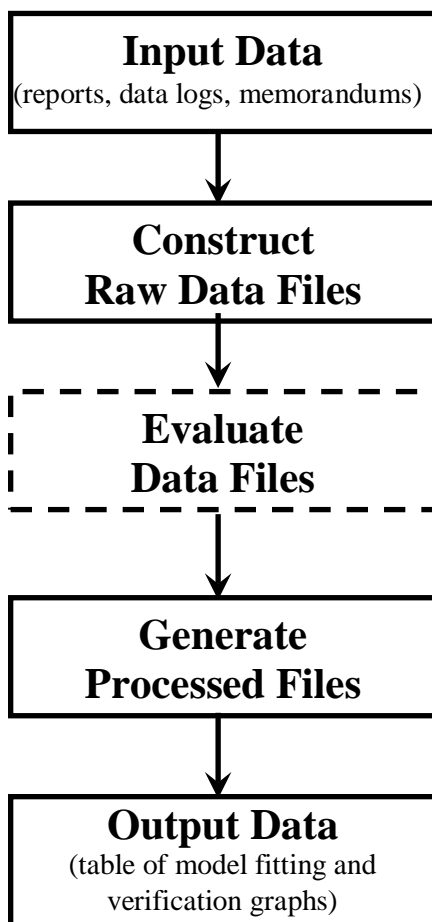 Input Data
(reports, data logs, memorandums)
Construct
Raw Data Files
Evaluate
Data Files
Generate
Processed Files
Output Data
(table of model fitting and
verification graphs)